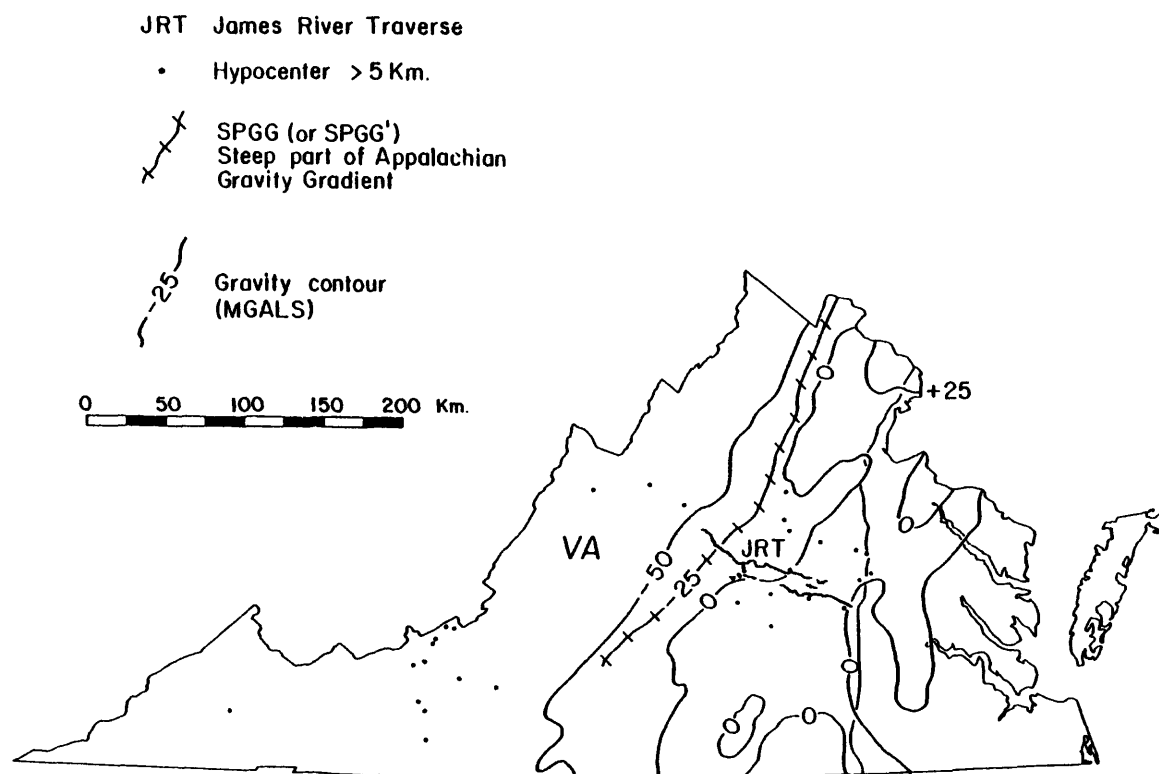 JRT James River Traverse
Hypocenter > 5 Km.
SPGG (or SPGG')
Steep part of Appalachian
Gravity Gradient
-25
Gravity contour
(MGALS)
0 50 100 150 200 Km.
0
+25
0
VA
JRT
-50
-25
0
0
0
0